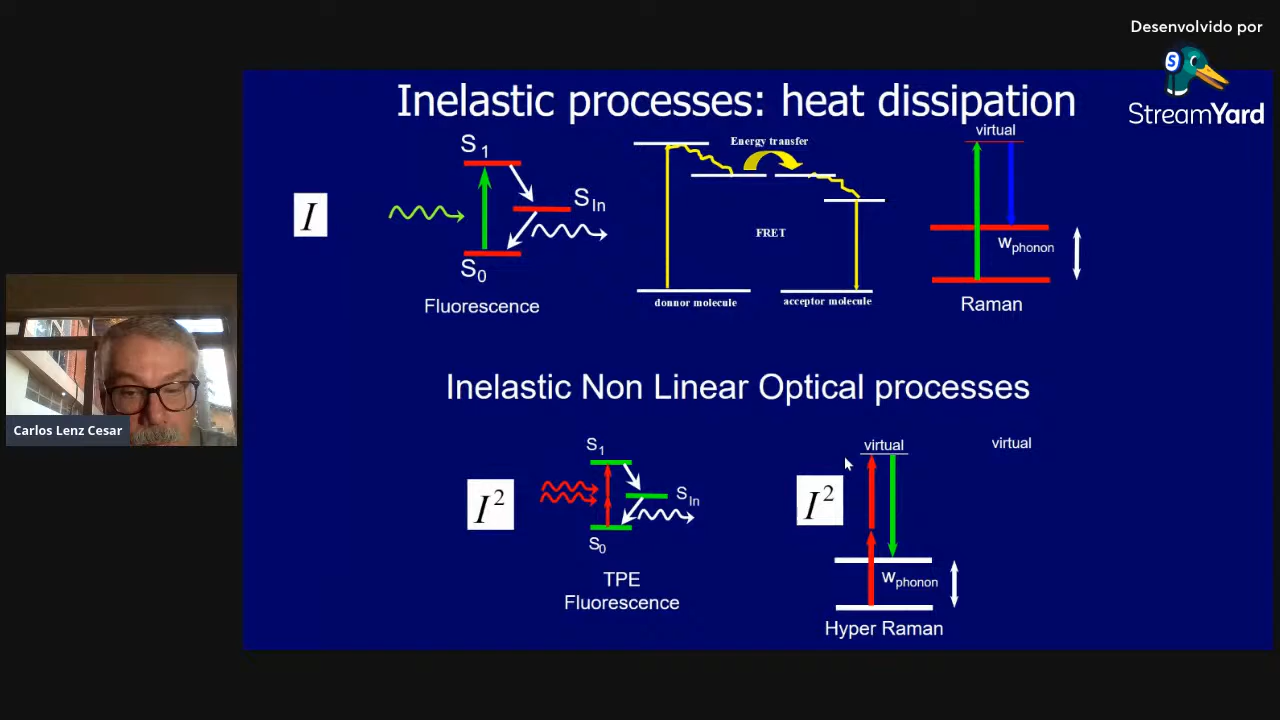 Desenvolvido por
StreamYard
Inelastic processes: heat dissipation
I
S1
SIn
S0
Fluorescence
Energy transfer
FRET
donnor molecule
acceptor molecule
virtual
Wphonon
Raman
Carlos Lenz Cesar
Inelastic Non Linear Optical processes
I²
S1
SIn
S0
TPE
Fluorescence
I²
virtual
Wphonon
Hyper Raman
virtual